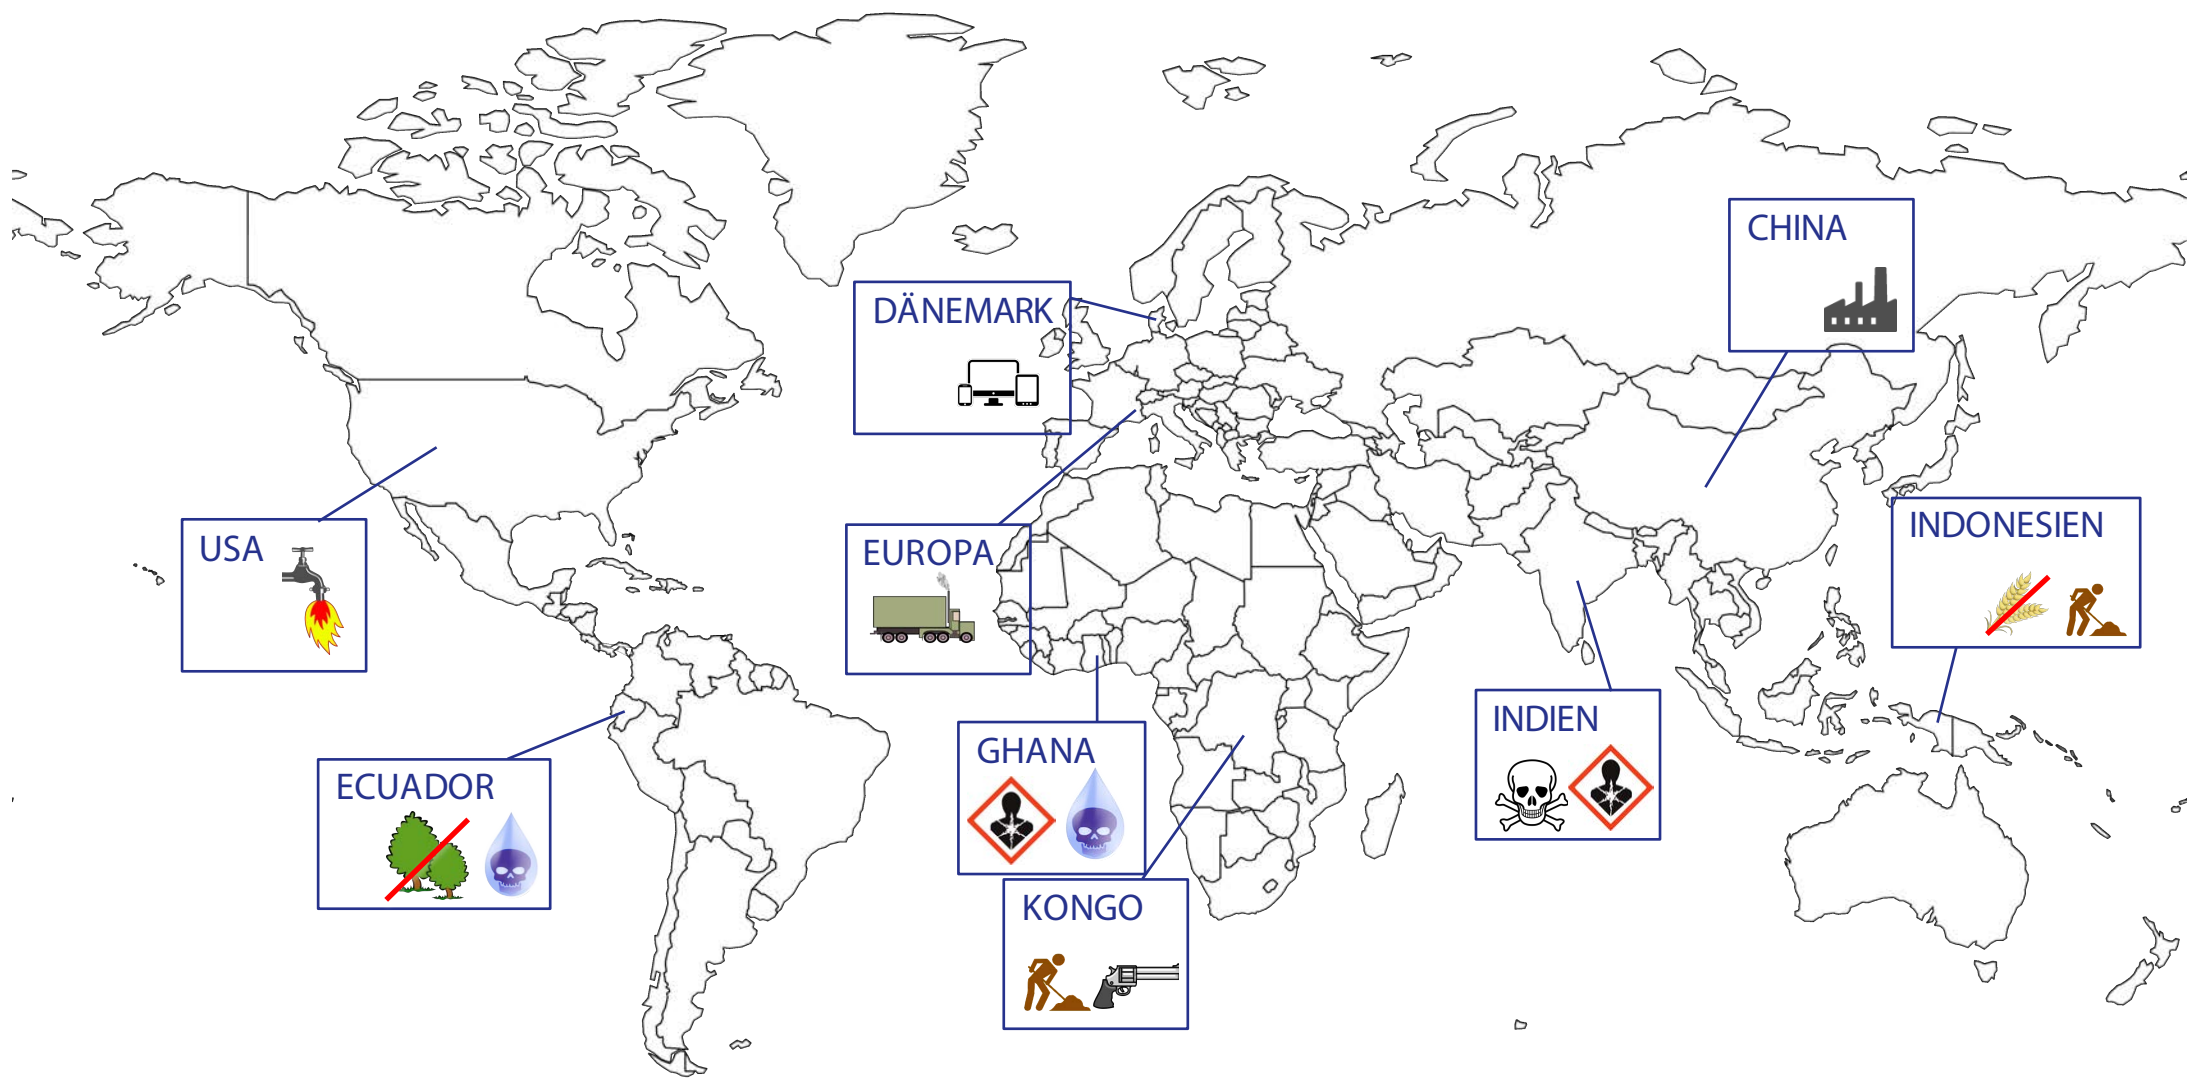 CHINA
DÄNEMARK
INDONESIEN
USA
EUROPA
INDIEN
GHANA
ECUADOR
KONGO